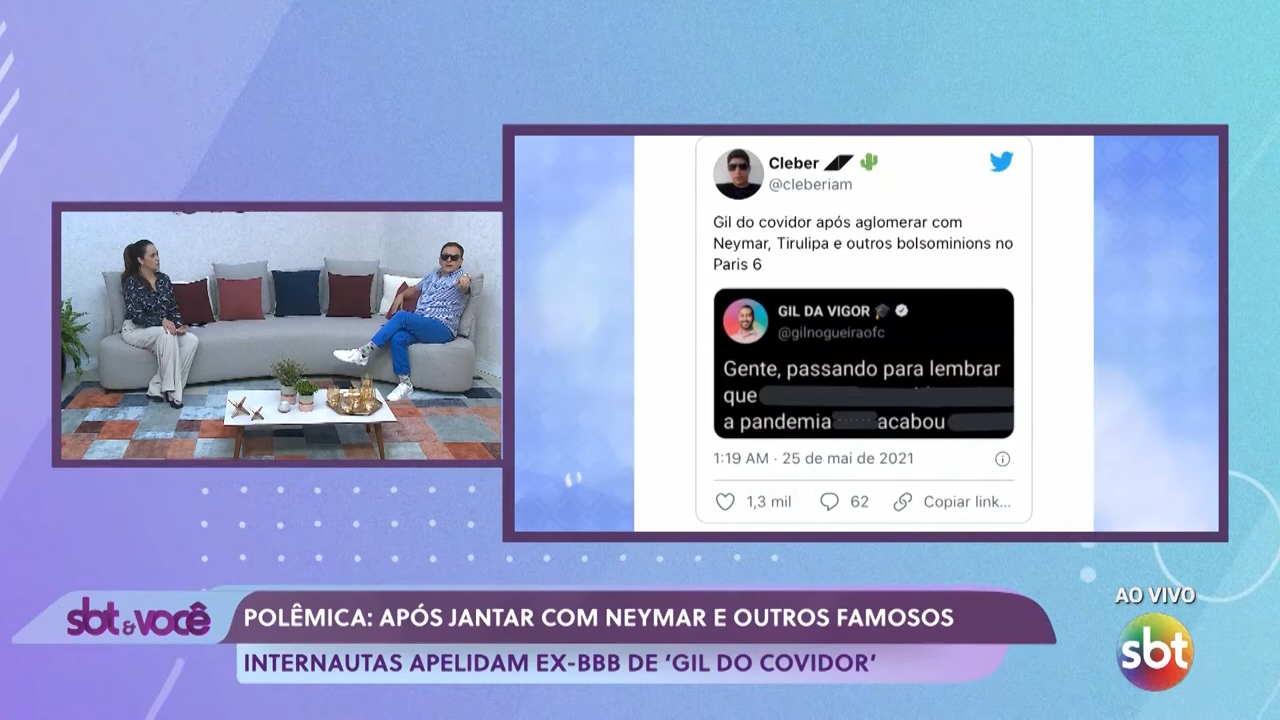 Cleber
@cleberiam
Gil do covidor após aglomerar com
Neymar, Tirulipa e outros bolsominions no
Paris 6
GIL DA VIGOR
@gilnogueiraofc
Gente, passando para lembrar
que
a pandemia acabou
1:19 AM · 25 de mai de 2021
1,3 mil
62
Copiar link...
sbt&você
POLÊMICA: APÓS JANTAR COM NEYMAR E OUTROS FAMOSOS
INTERNAUTAS APELIDAM EX-BBB DE ‘GIL DO COVIDOR’
AO VIVO
sbt